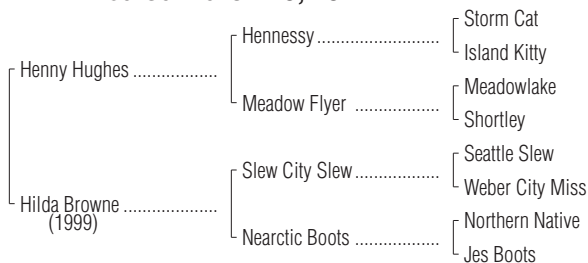 Storm Cat
Hennessy
Island Kitty
Henny Hughes
Meadowlake
Meadow Flyer
Shortley
Seattle Slew
Slew City Slew
Weber City Miss
Hilda Browne
(1999)
Northern Native
Nearctic Boots
Jes Boots